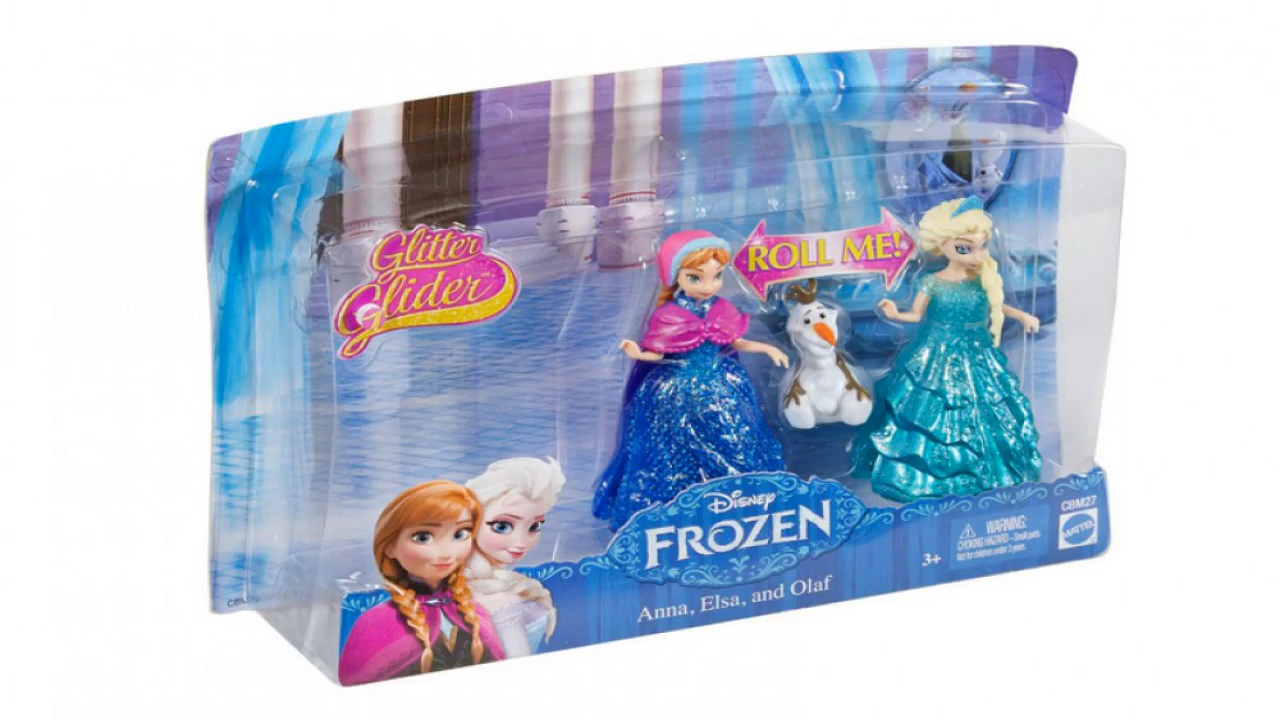 Glitter
Glider™
ROLL ME!
Disney
FROZEN
Anna, Elsa, and Olaf
3+
WARNING:
CHOKING HAZARD – Small parts.
Not for children under 3 years.
CBM27
MATTEL